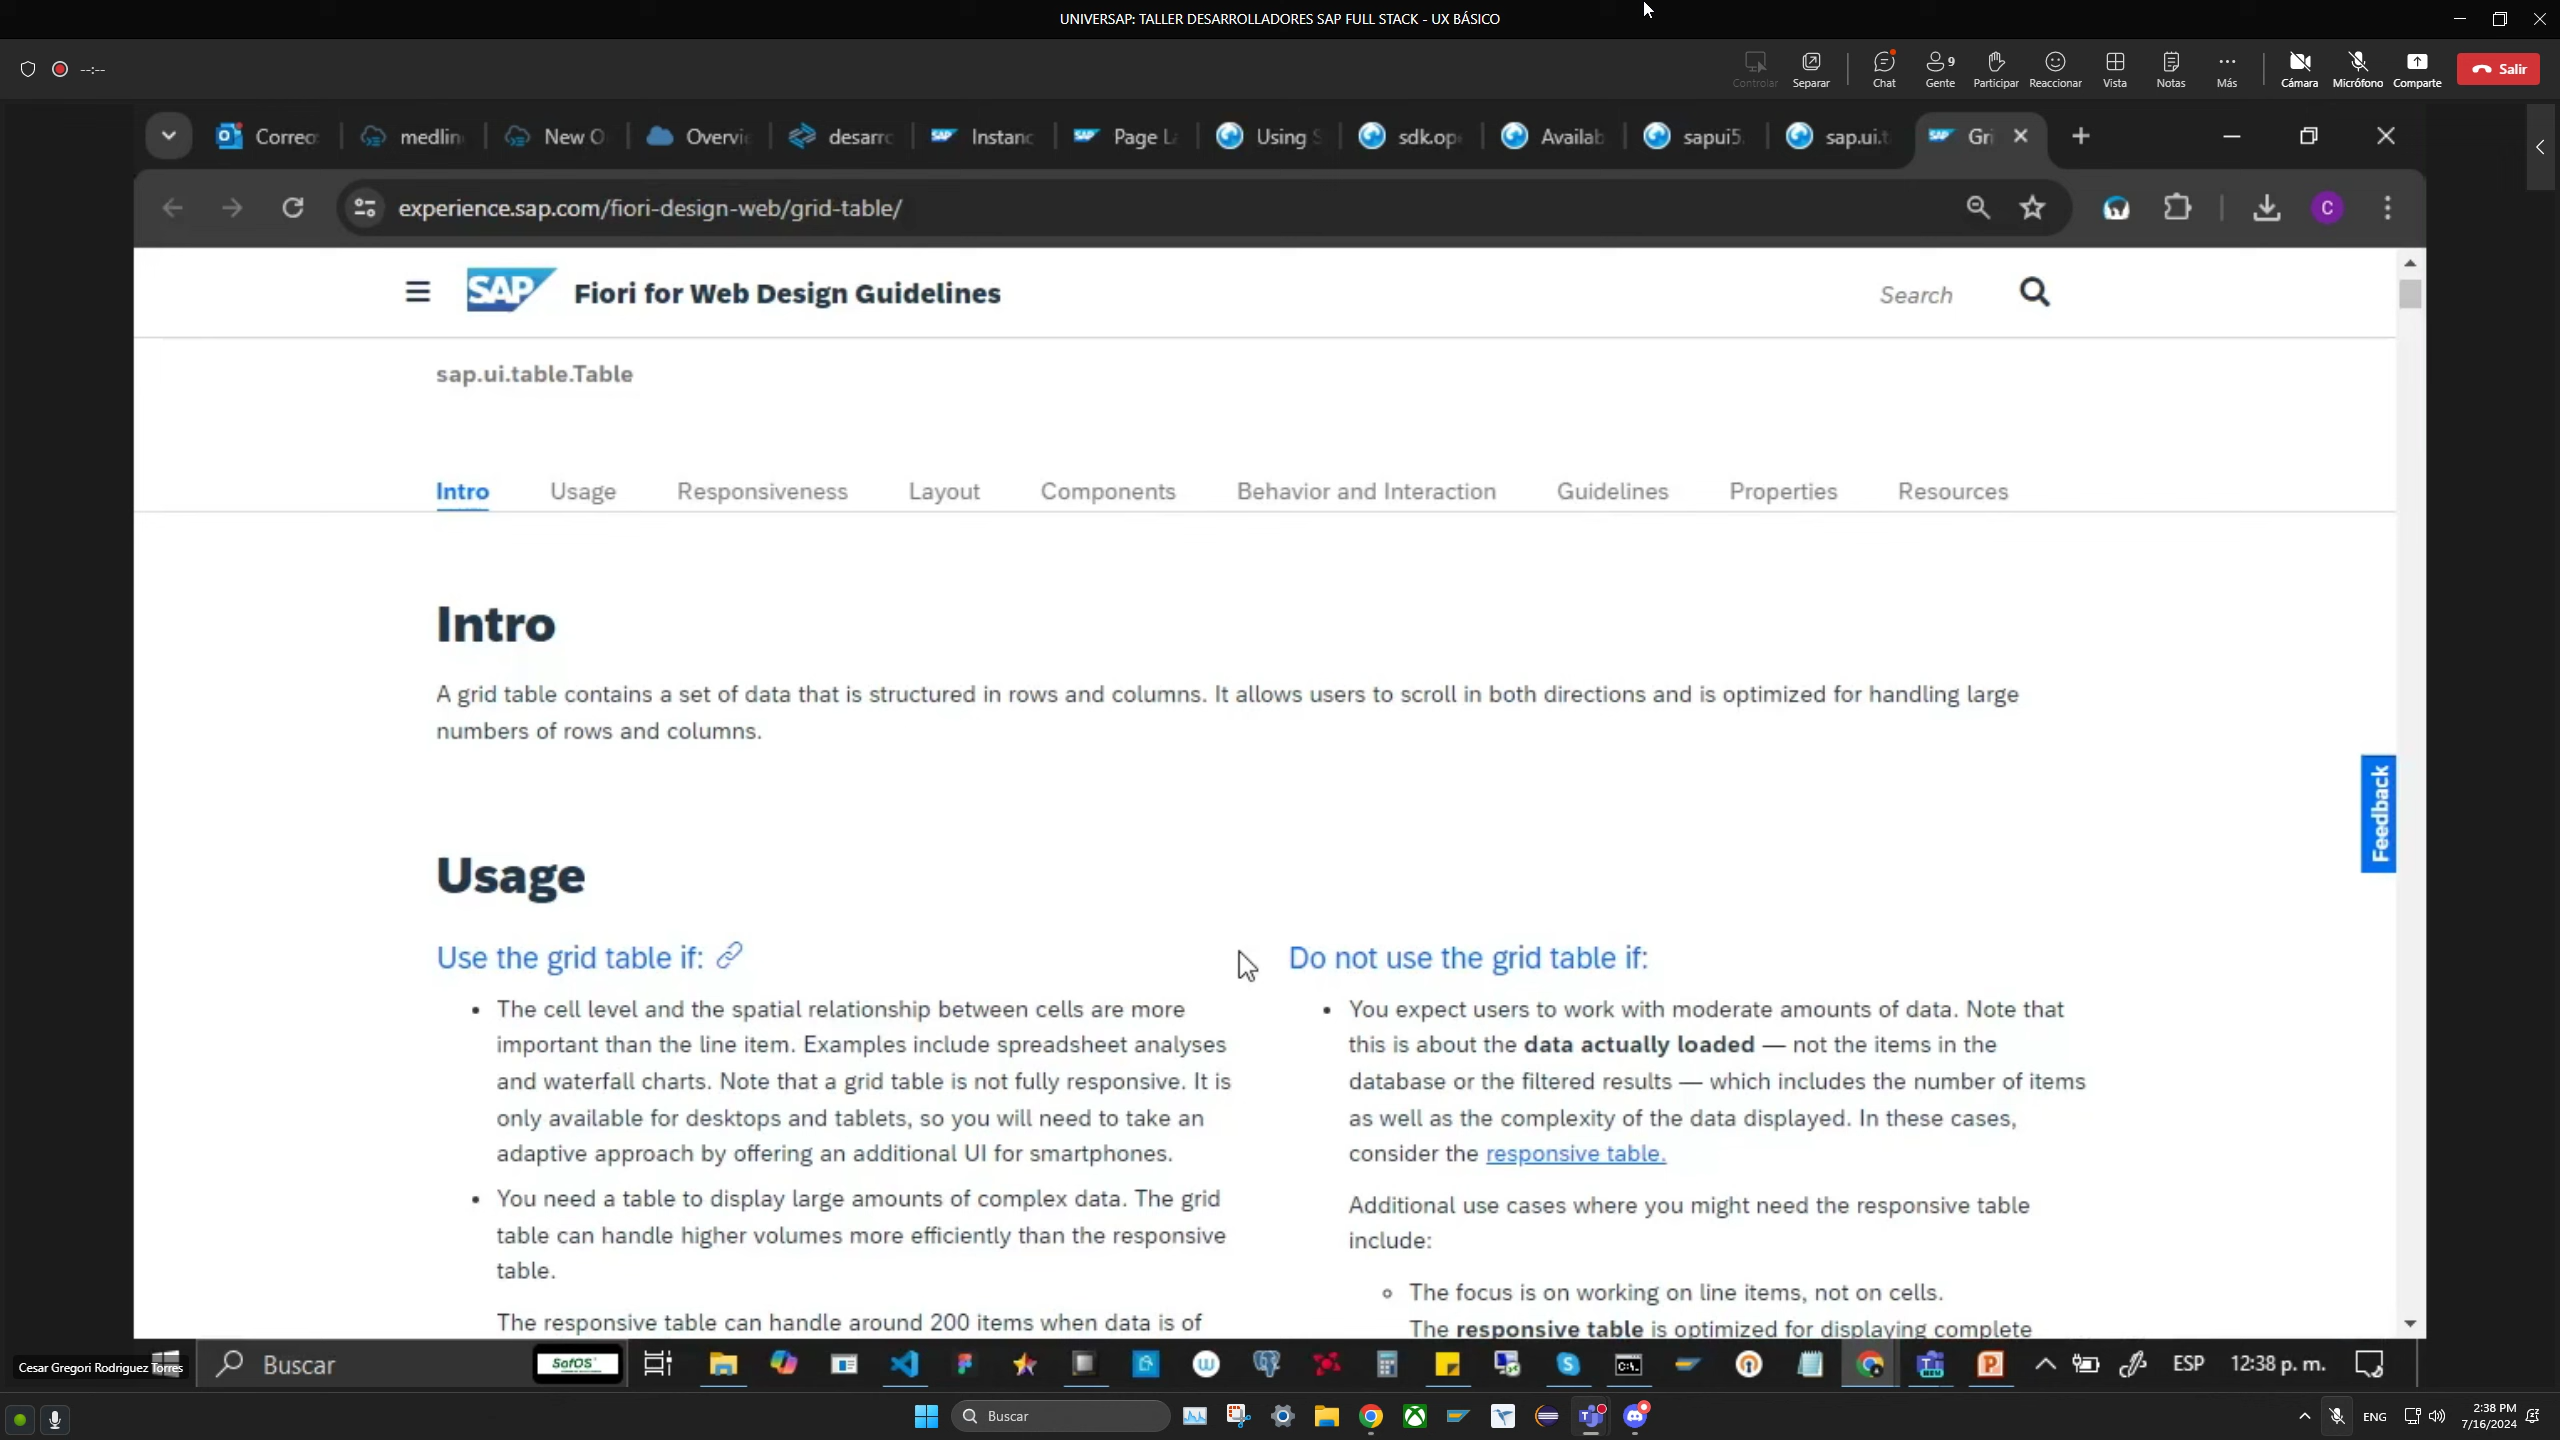 UNIVERSAP: TALLER DESARROLLADORES SAP FULL STACK - UX BÁSICO
--:--
Controlar
Separar
Chat
9
Gente
Participar
Reaccionar
Vista
Notas
Más
Cámara
Micrófono
Comparte
Salir
Correo
medlin
New O
Overvi
desarro
Instanc
Page La
Using S
sdk.ope
Availab
sapui5.
sap.ui.t
Gri
experience.sap.com/fiori-design-web/grid-table/
C
SAP
Fiori for Web Design Guidelines
Search
sap.ui.table.Table
Intro
Usage
Responsiveness
Layout
Components
Behavior and Interaction
Guidelines
Properties
Resources
Intro
A grid table contains a set of data that is structured in rows and columns. It allows users to scroll in both directions and is optimized for handling large
numbers of rows and columns.
Feedback
Usage
Use the grid table if:
The cell level and the spatial relationship between cells are more
important than the line item. Examples include spreadsheet analyses
and waterfall charts. Note that a grid table is not fully responsive. It is
only available for desktops and tablets, so you will need to take an
adaptive approach by offering an additional UI for smartphones.
You need a table to display large amounts of complex data. The grid
table can handle higher volumes more efficiently than the responsive
table.
The responsive table can handle around 200 items when data is of
Do not use the grid table if:
You expect users to work with moderate amounts of data. Note that
this is about the data actually loaded — not the items in the
database or the filtered results — which includes the number of items
as well as the complexity of the data displayed. In these cases,
consider the responsive table.
Additional use cases where you might need the responsive table
include:
The focus is on working on line items, not on cells.
The responsive table is optimized for displaying complete
Cesar Gregori Rodriguez Torres
Buscar
SafOS
ESP
12:38 p. m.
Buscar
ENG
2:38 PM
7/16/2024